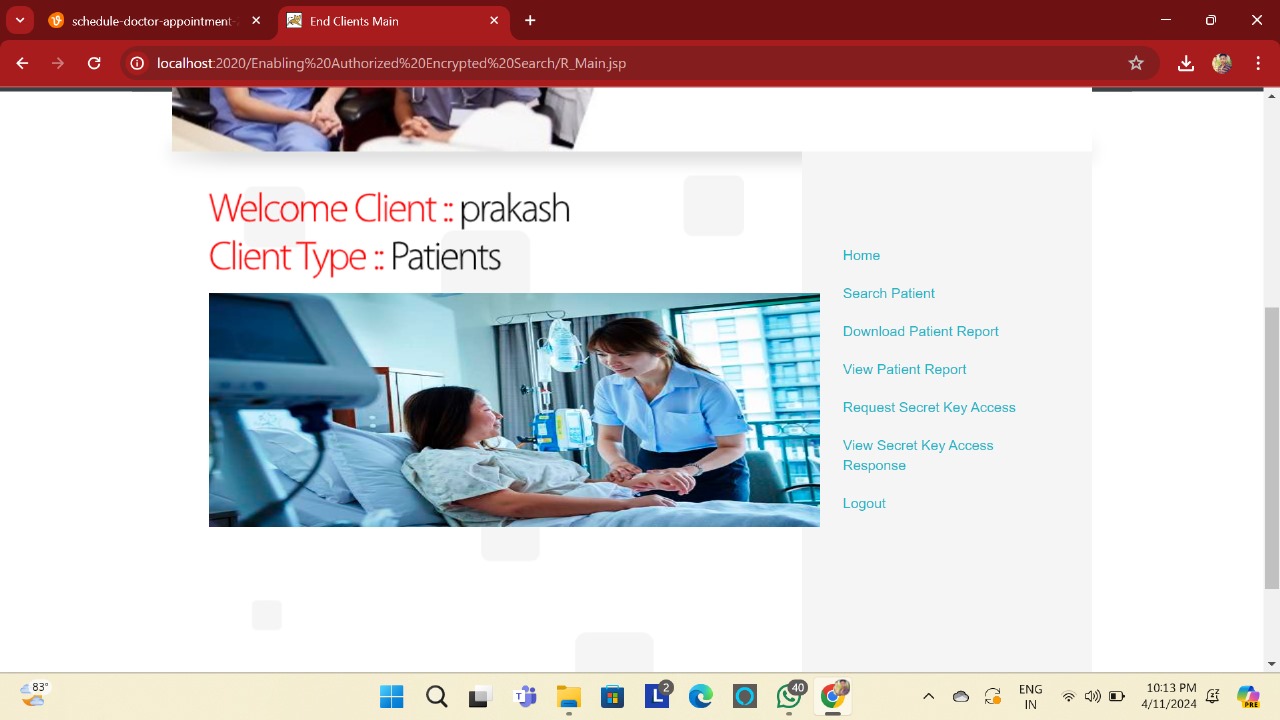 schedule-doctor-appointment-
End Clients Main
localhost:2020/Enabling%20Authorized%20Encrypted%20Search/R_Main.jsp
Welcome Client :: prakash
Client Type :: Patients
Home
Search Patient
Download Patient Report
View Patient Report
Request Secret Key Access
View Secret Key Access
Response
Logout
83°
T
L
2
40
PRE
ENG
IN
10:13 PM
4/11/2024